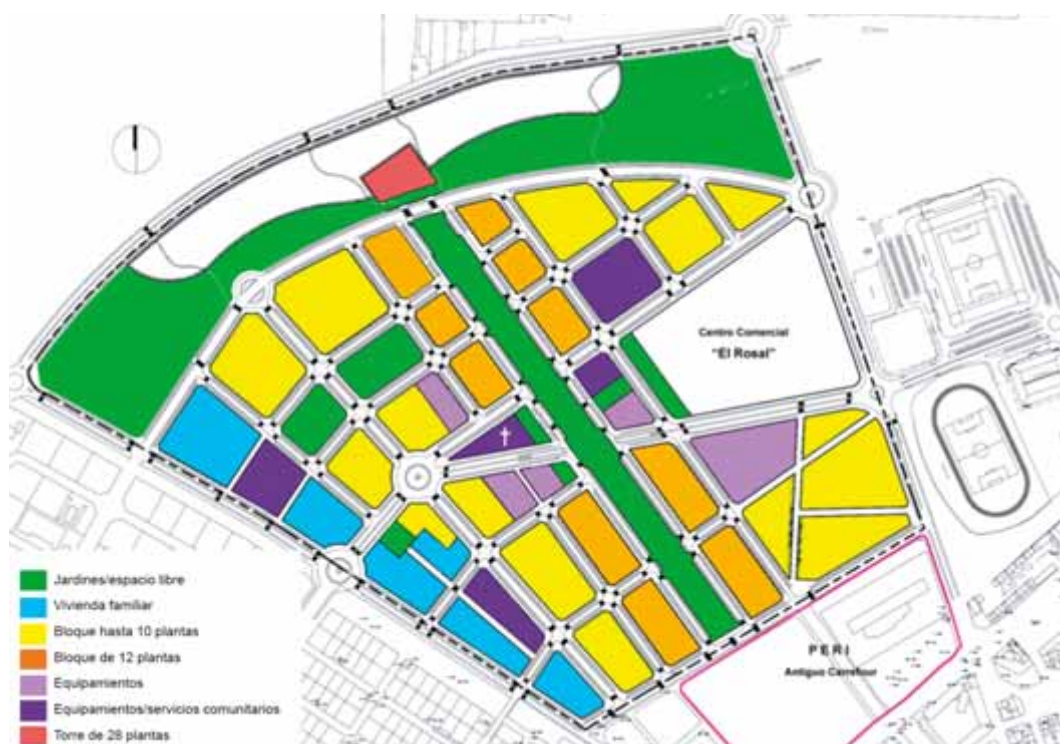 Centro Comercial
"El Rosal"
P E R I
Antiguo Carrefour
Jardines/espacio libre
Vivienda familiar
Bloque hasta 10 plantas
Bloque de 12 plantas
Equipamientos
Equipamientos/servicios comunitarios
Torre de 28 plantas